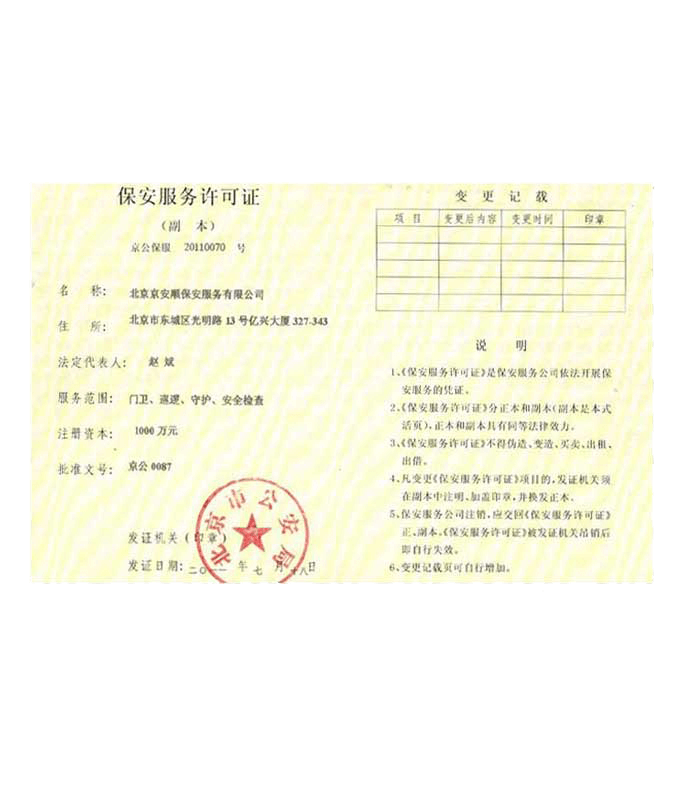 保安服务许可证
（副 本）
京公保服 20110070 号
名 称: 北京京安顺保安服务有限公司
住 所: 北京市东城区光明路 13 号亿兴大厦 327-343
法定代表人: 赵 斌
服务范围: 门卫、巡逻、守护、安全检查
注册资本: 1000 万元
批准文号: 京公 0087
发证机关（印章）
北京市公安局
发证日期: 二〇一一年 七 月 十八 日
变 更 记 载
项 目 变更后内容 变更时间 印章
说 明
1、《保安服务许可证》是保安服务公司依法开展保
安服务的凭证。
2、《保安服务许可证》分正本和副本(副本是本式
活页)，正本和副本具有同等法律效力。
3、《保安服务许可证》不得伪造、变造、买卖、出租、
出借。
4、凡变更《保安服务许可证》项目的，发证机关须
在副本中注明、加盖印章，并换发正本。
5、保安服务公司注销，应交回《保安服务许可证》
正、副本。《保安服务许可证》被发证机关吊销后
即自行失效。
6、变更记载页可自行增加。